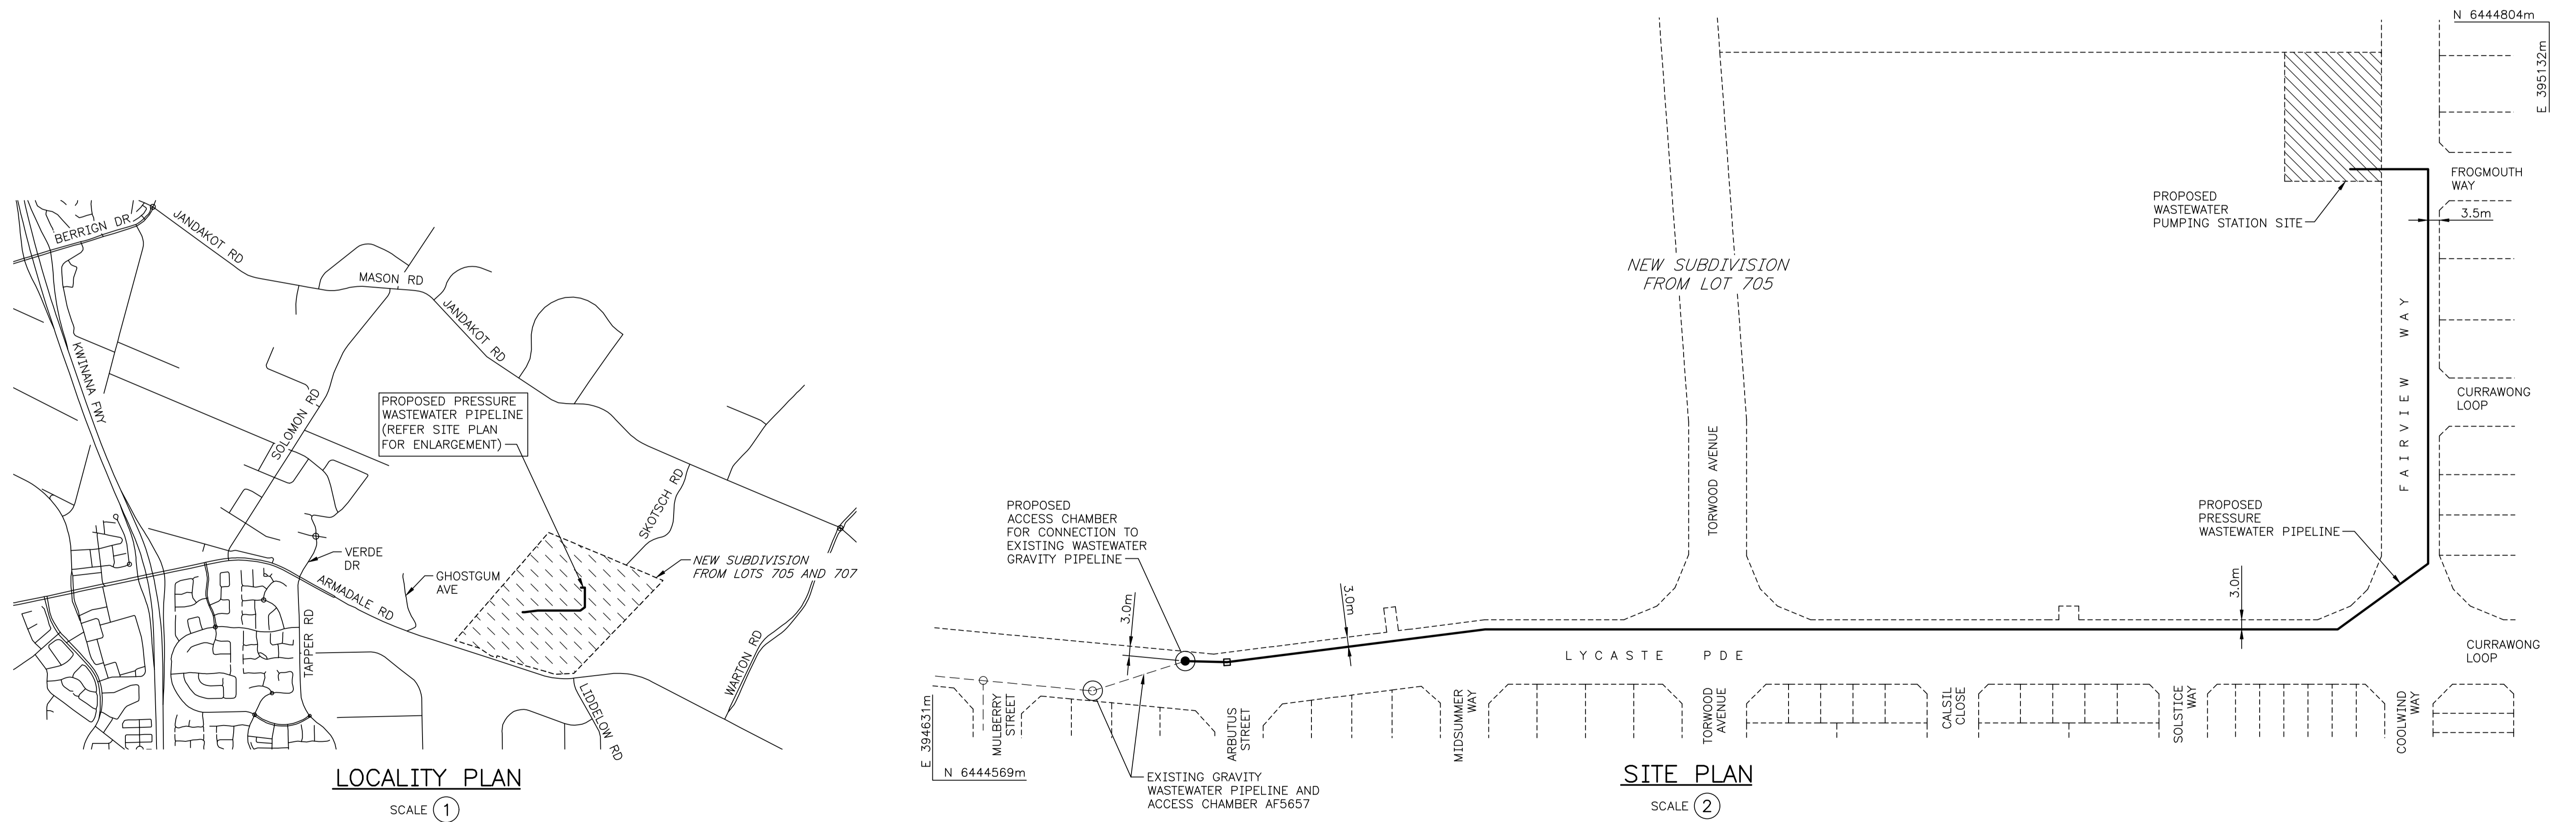 BERRIGN DR
JANDAKOT RD
MASON RD
JANDAKOT RD
KWINANA FWY
SOLOMON RD
PROPOSED PRESSURE
WASTEWATER PIPELINE
(REFER SITE PLAN
FOR ENLARGEMENT)
SKOTSCH RD
VERDE
DR
GHOSTGUM
AVE
ARMADALE RD
TAPPER RD
NEW SUBDIVISION
FROM LOTS 705 AND 707
WARTON RD
LIDDELOW RD
LOCALITY PLAN
SCALE 1
N 6444804m
E 395132m
FROGMOUTH
WAY
PROPOSED
WASTEWATER
PUMPING STATION SITE
3.5m
NEW SUBDIVISION
FROM LOT 705
FAIRVIEW WAY
CURRAWONG
LOOP
TORWOOD AVENUE
PROPOSED
ACCESS CHAMBER
FOR CONNECTION TO
EXISTING WASTEWATER
GRAVITY PIPELINE
PROPOSED
PRESSURE
WASTEWATER PIPELINE
3.0m
3.0m
3.0m
LYCASTE PDE
CURRAWONG
LOOP
E 394631m
N 6444569m
MULBERRY
STREET
ARBUTUS
STREET
MIDSUMMER
WAY
TORWOOD
AVENUE
CALSIL
CLOSE
SOLSTICE
WAY
COOLWIND
WAY
EXISTING GRAVITY
WASTEWATER PIPELINE AND
ACCESS CHAMBER AF5657
SITE PLAN
SCALE 2